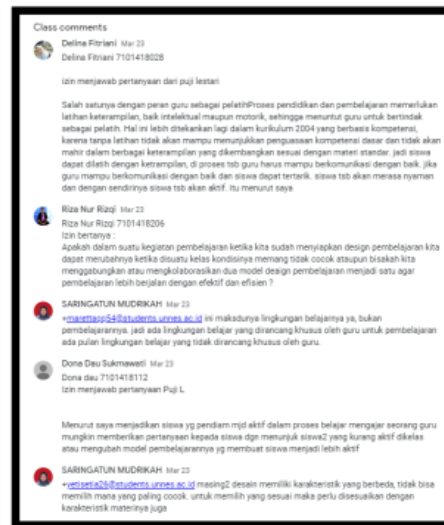 Class comments
Delina Fitriani Mar 23
Delina Fitriani 7101418028
izin menjawab pertanyaan dari puji lestari
Salah satunya dengan peran guru sebagai pelatihProses pendidikan dan pembelajaran memerlukan
latihan keterampilan, baik intelektual maupun motorik, sehingga menuntut guru untuk bertindak
sebagai pelatih. Hal ini lebih ditekankan lagi dalam kurikulum 2004 yang berbasis kompetensi,
karena tanpa latihan tidak akan mampu menunjukkan penguasaan kompetensi dasar dan tidak akan
mahir dalam berbagai keterampilan yang dikembangkan sesuai dengan materi standar. jadi siswa
dapat dilatih dengan ketrampilan, di proses tsb guru harus mampu berkomunikasi dengan baik. jika
guru mampu berkomunikasi dengan baik dan siswa dapat tertarik. siswa tsb akan merasa nyaman
dan dengan sendirinya siswa tsb akan aktif. itu menurut saya
Riza Nur Rizqi Mar 23
Riza Nur Rizqi 7101418206
Izin bertanya :
Apakah dalam suatu kegiatan pembelajaran ketika kita sudah menyiapkan design pembelajaran kita
dapat merubahnya ketika disuatu kelas kondisinya memang tidak cocok ataupun bisakah kita
menggabungkan atau mengkolaborasikan dua model deaign pembelajaran menjadi satu agar
pembelajaran lebih berjalan dengan efektif dan efisien ?
SARINGATUN MUDRIKAH Mar 23
+marettaqq54@students.unnes.ac.id ini maksdunya lingkungan belajarnya ya, bukan
pembelajarannya. jadi ada lingkungan belajar yang dirancang khusus oleh guru untuk pembelajaran
ada pulan lingkungan belajar yang tidak dirancang khusus oleh guru.
Dona Dau Sukmawati Mar 23
Dona dau 7101418112
Izin menjawab pertanyaan Puji L
Menurut saya menjadikan siswa yg pendiam mjd aktif dalam proses belajar mengajar seorang guru
mungkin memberikan pertanyaan kepada siswa dgn menunjuk siswa2 yang kurang aktif dikelas
atau mengubah model pembelajarannya yg membuat siswa menjadi lebih aktif
SARINGATUN MUDRIKAH Mar 23
+yetisetia26@students.unnes.ac.id masing2 desain memiliki karakteristik yang berbeda, tidak bisa
memilih mana yang paling cocok. untuk memilih yang sesuai maka perlu disesuaikan dengan
karakteristik materinya juga